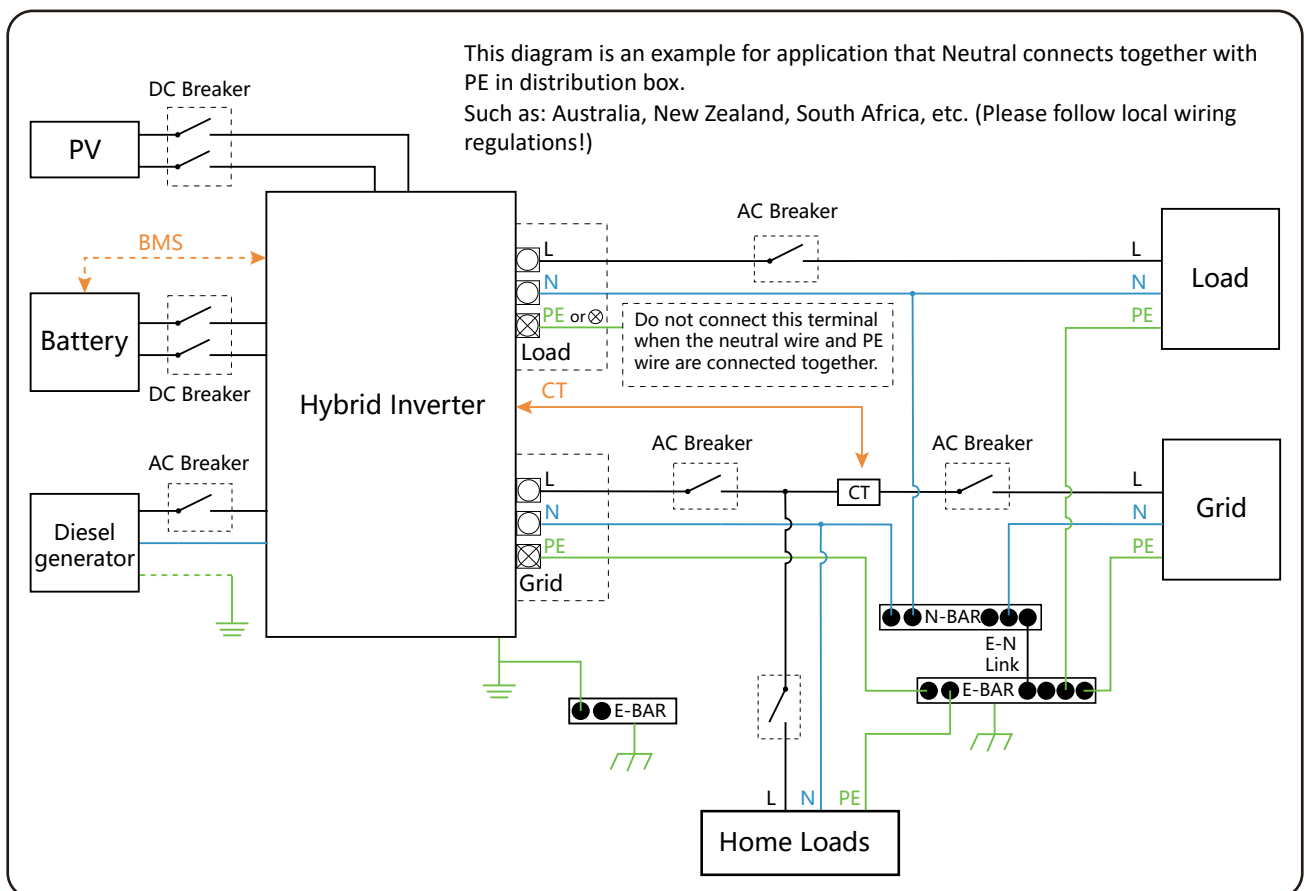 This diagram is an example for application that Neutral connects together with
PE in distribution box.
Such as: Australia, New Zealand, South Africa, etc. (Please follow local wiring
regulations!)
DC Breaker
PV
BMS
Battery
DC Breaker
AC Breaker
Diesel
generator
Hybrid Inverter
L
N
PE or ⊗
Load
Do not connect this terminal
when the neutral wire and PE
wire are connected together.
AC Breaker
L
N
PE
Load
CT
AC Breaker
CT
AC Breaker
L
N
PE
Grid
L
N
PE
Grid
N-BAR
E-N
Link
E-BAR
E-BAR
L
N
PE
Home Loads